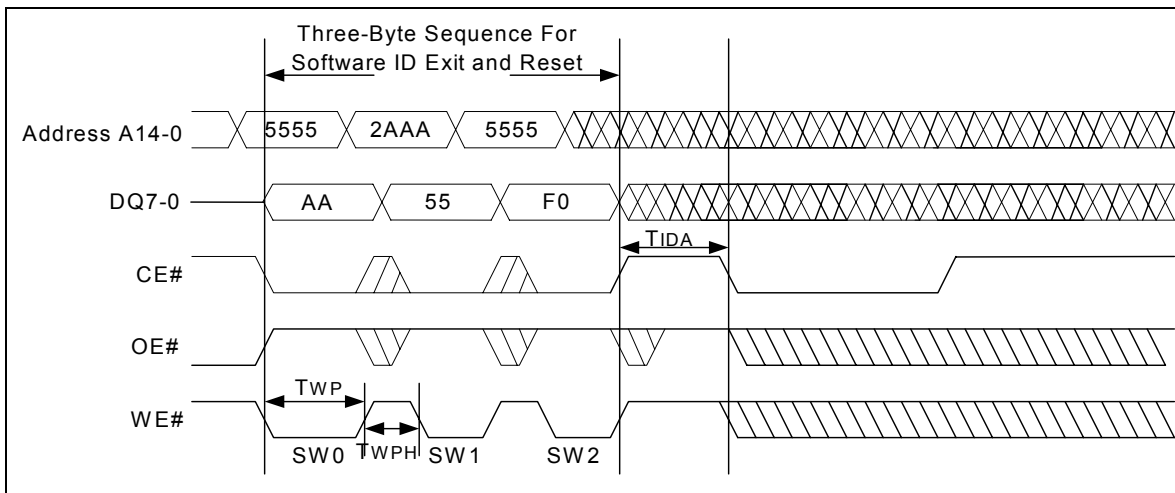 Three-Byte Sequence For
Software ID Exit and Reset
Address A14-0
5555
2AAA
5555
DQ7-0
AA
55
F0
TIDA
CE#
OE#
TWP
WE#
TWPH
SW0
SW1
SW2